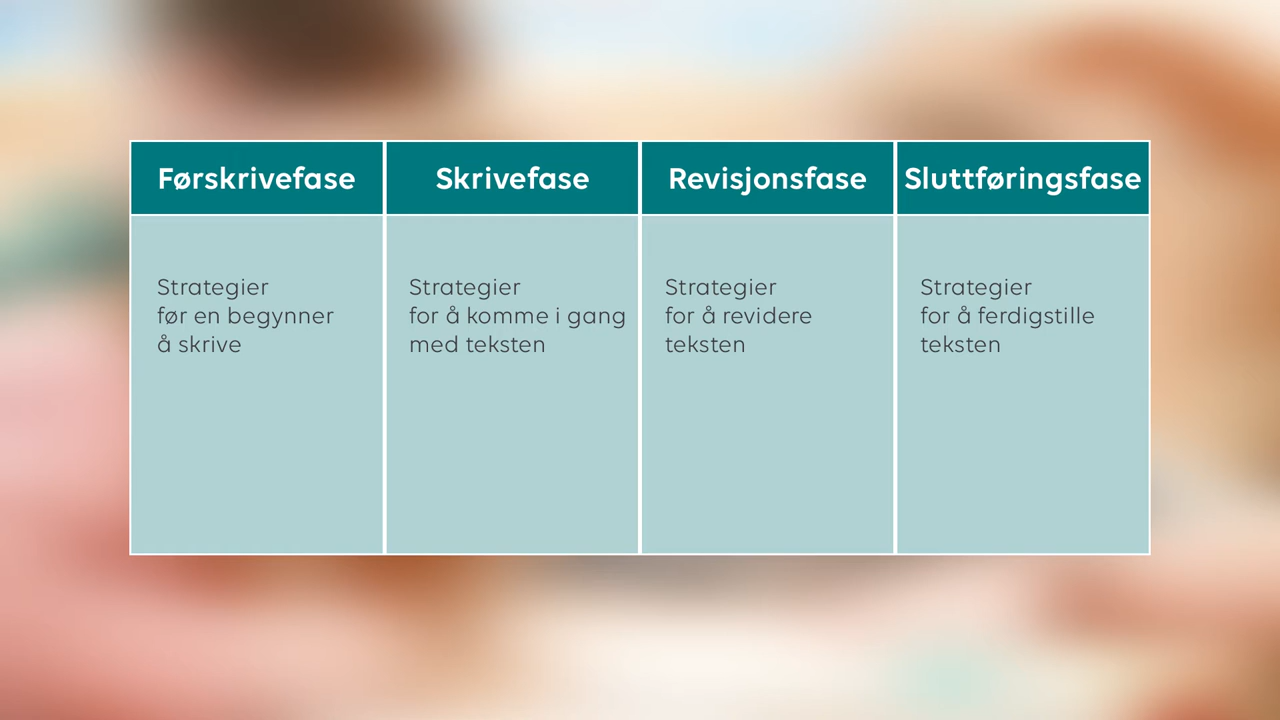 Førskrivefase
Skrivefase
Revisjonsfase
Sluttføringsfase
Strategier
før en begynner
å skrive
Strategier
for å komme i gang
med teksten
Strategier
for å revidere
teksten
Strategier
for å ferdigstille
teksten